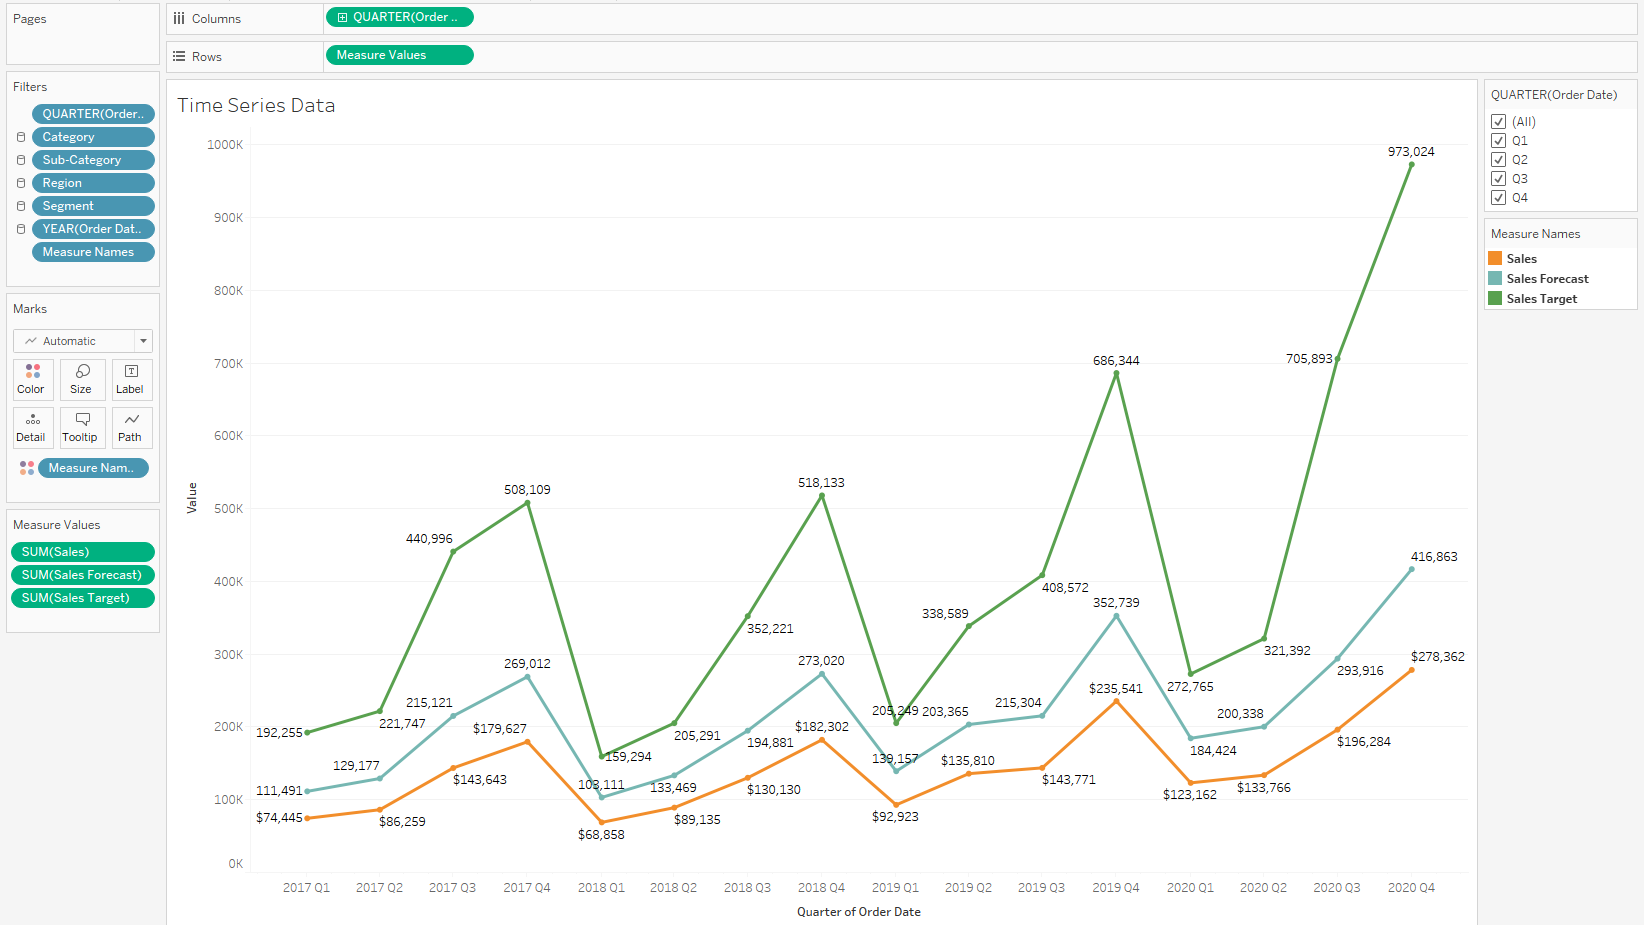 Pages
Columns
QUARTER(Order ..
Rows
Measure Values
Filters
QUARTER(Order..
Category
Sub-Category
Region
Segment
YEAR(Order Dat..
Measure Names
Marks
Automatic
Color
Size
Label
Detail
Tooltip
Path
Measure Nam..
Measure Values
SUM(Sales)
SUM(Sales Forecast)
SUM(Sales Target)
Time Series Data
Value
1000K
900K
800K
700K
600K
500K
400K
300K
200K
100K
0K
192,255
221,747
440,996
508,109
159,294
205,291
352,221
518,133
205,249
338,589
408,572
686,344
272,765
321,392
705,893
973,024
111,491
129,177
215,121
269,012
103,111
133,469
194,881
273,020
139,157
203,365
215,304
352,739
184,424
200,338
293,916
416,863
$74,445
$86,259
$143,643
$179,627
$68,858
$89,135
$130,130
$182,302
$92,923
$135,810
$143,771
$235,541
$123,162
$133,766
$196,284
$278,362
2017 Q1
2017 Q2
2017 Q3
2017 Q4
2018 Q1
2018 Q2
2018 Q3
2018 Q4
2019 Q1
2019 Q2
2019 Q3
2019 Q4
2020 Q1
2020 Q2
2020 Q3
2020 Q4
Quarter of Order Date
QUARTER(Order Date)
(All)
Q1
Q2
Q3
Q4
Measure Names
Sales
Sales Forecast
Sales Target